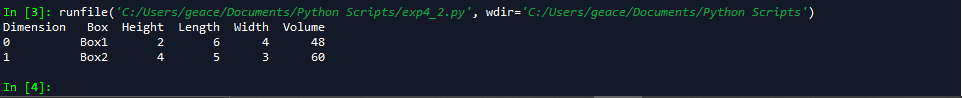 In [3]: runfile('C:/Users/geace/Documents/Python Scripts/exp4_2.py', wdir='C:/Users/geace/Documents/Python Scripts')
Dimension Box Height Length Width Volume
0 Box1 2 6 4 48
1 Box2 4 5 3 60
In [4]: